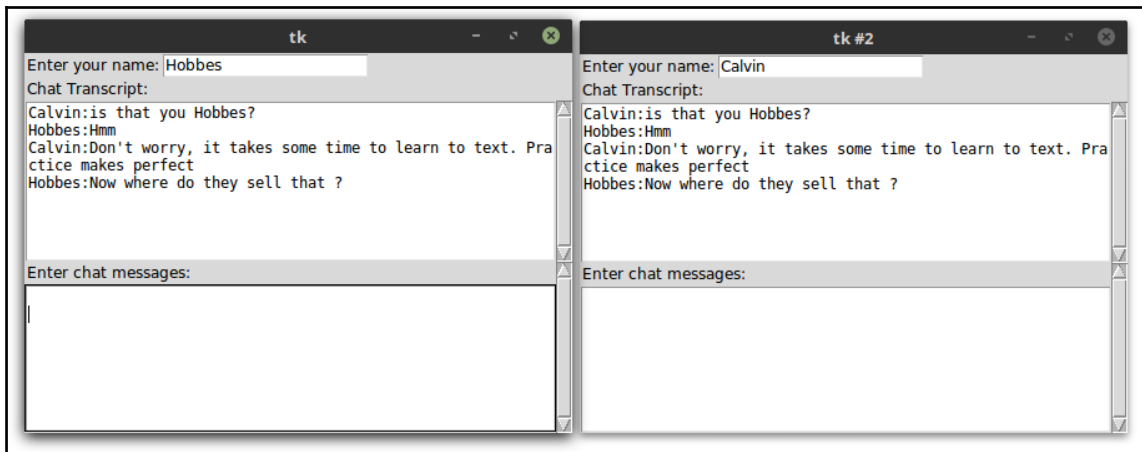 tk
Enter your name: Hobbes
Chat Transcript:
Calvin:is that you Hobbes?
Hobbes:Hmm
Calvin:Don't worry, it takes some time to learn to text. Pra
ctice makes perfect
Hobbes:Now where do they sell that ?
Enter chat messages:
tk #2
Enter your name: Calvin
Chat Transcript:
Calvin:is that you Hobbes?
Hobbes:Hmm
Calvin:Don't worry, it takes some time to learn to text. Pra
ctice makes perfect
Hobbes:Now where do they sell that ?
Enter chat messages: